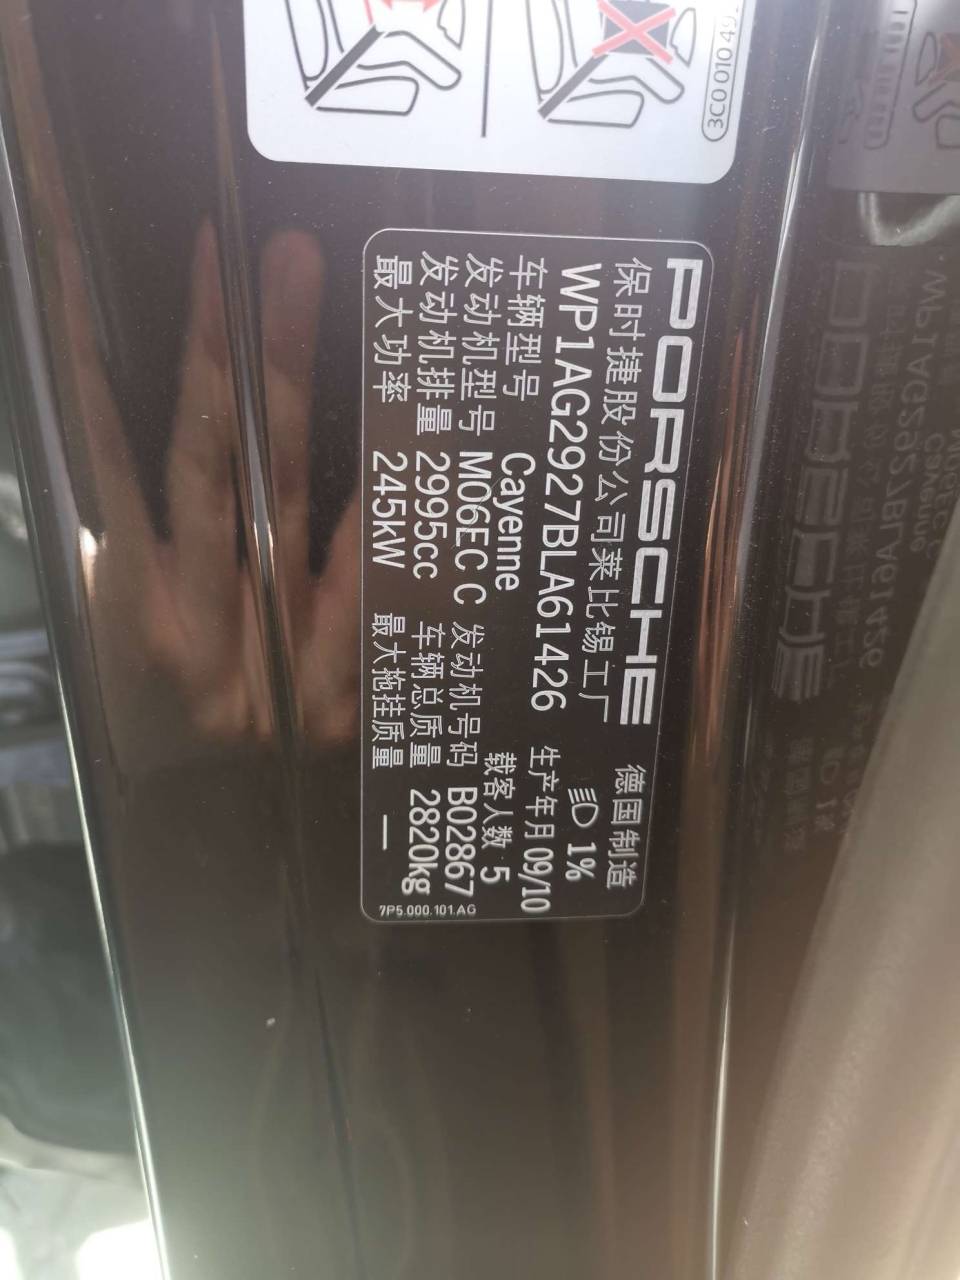 3C0 010 49
PORSCHE
保时捷股份公司莱比锡工厂 德国制造
WP1AG2927BLA61426 1%
生产年月 09/10
车辆型号 Cayenne 载客人数 5
发动机型号 M06EC C 发动机号码 B02867
发动机排量 2995cc 车辆总质量 2820kg
最大功率 245kW 最大拖挂质量 —
7P5.000.101.AG